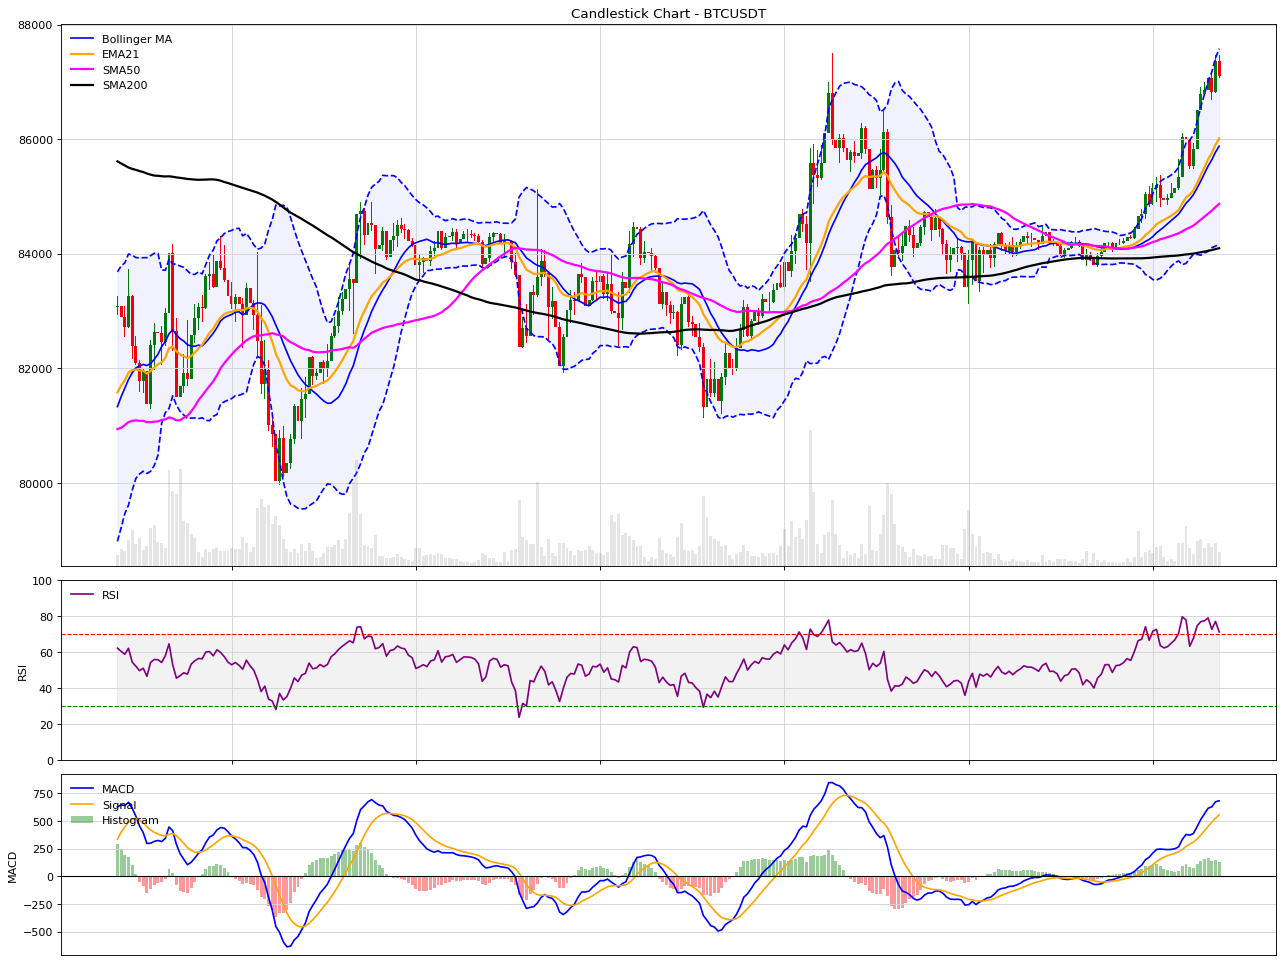 Candlestick Chart - BTCUSDT
88000
86000
84000
82000
80000
Bollinger MA
EMA21
SMA50
SMA200
RSI
100
80
60
40
20
0
RSI
MACD
750
500
250
0
−250
−500
MACD
Signal
Histogram